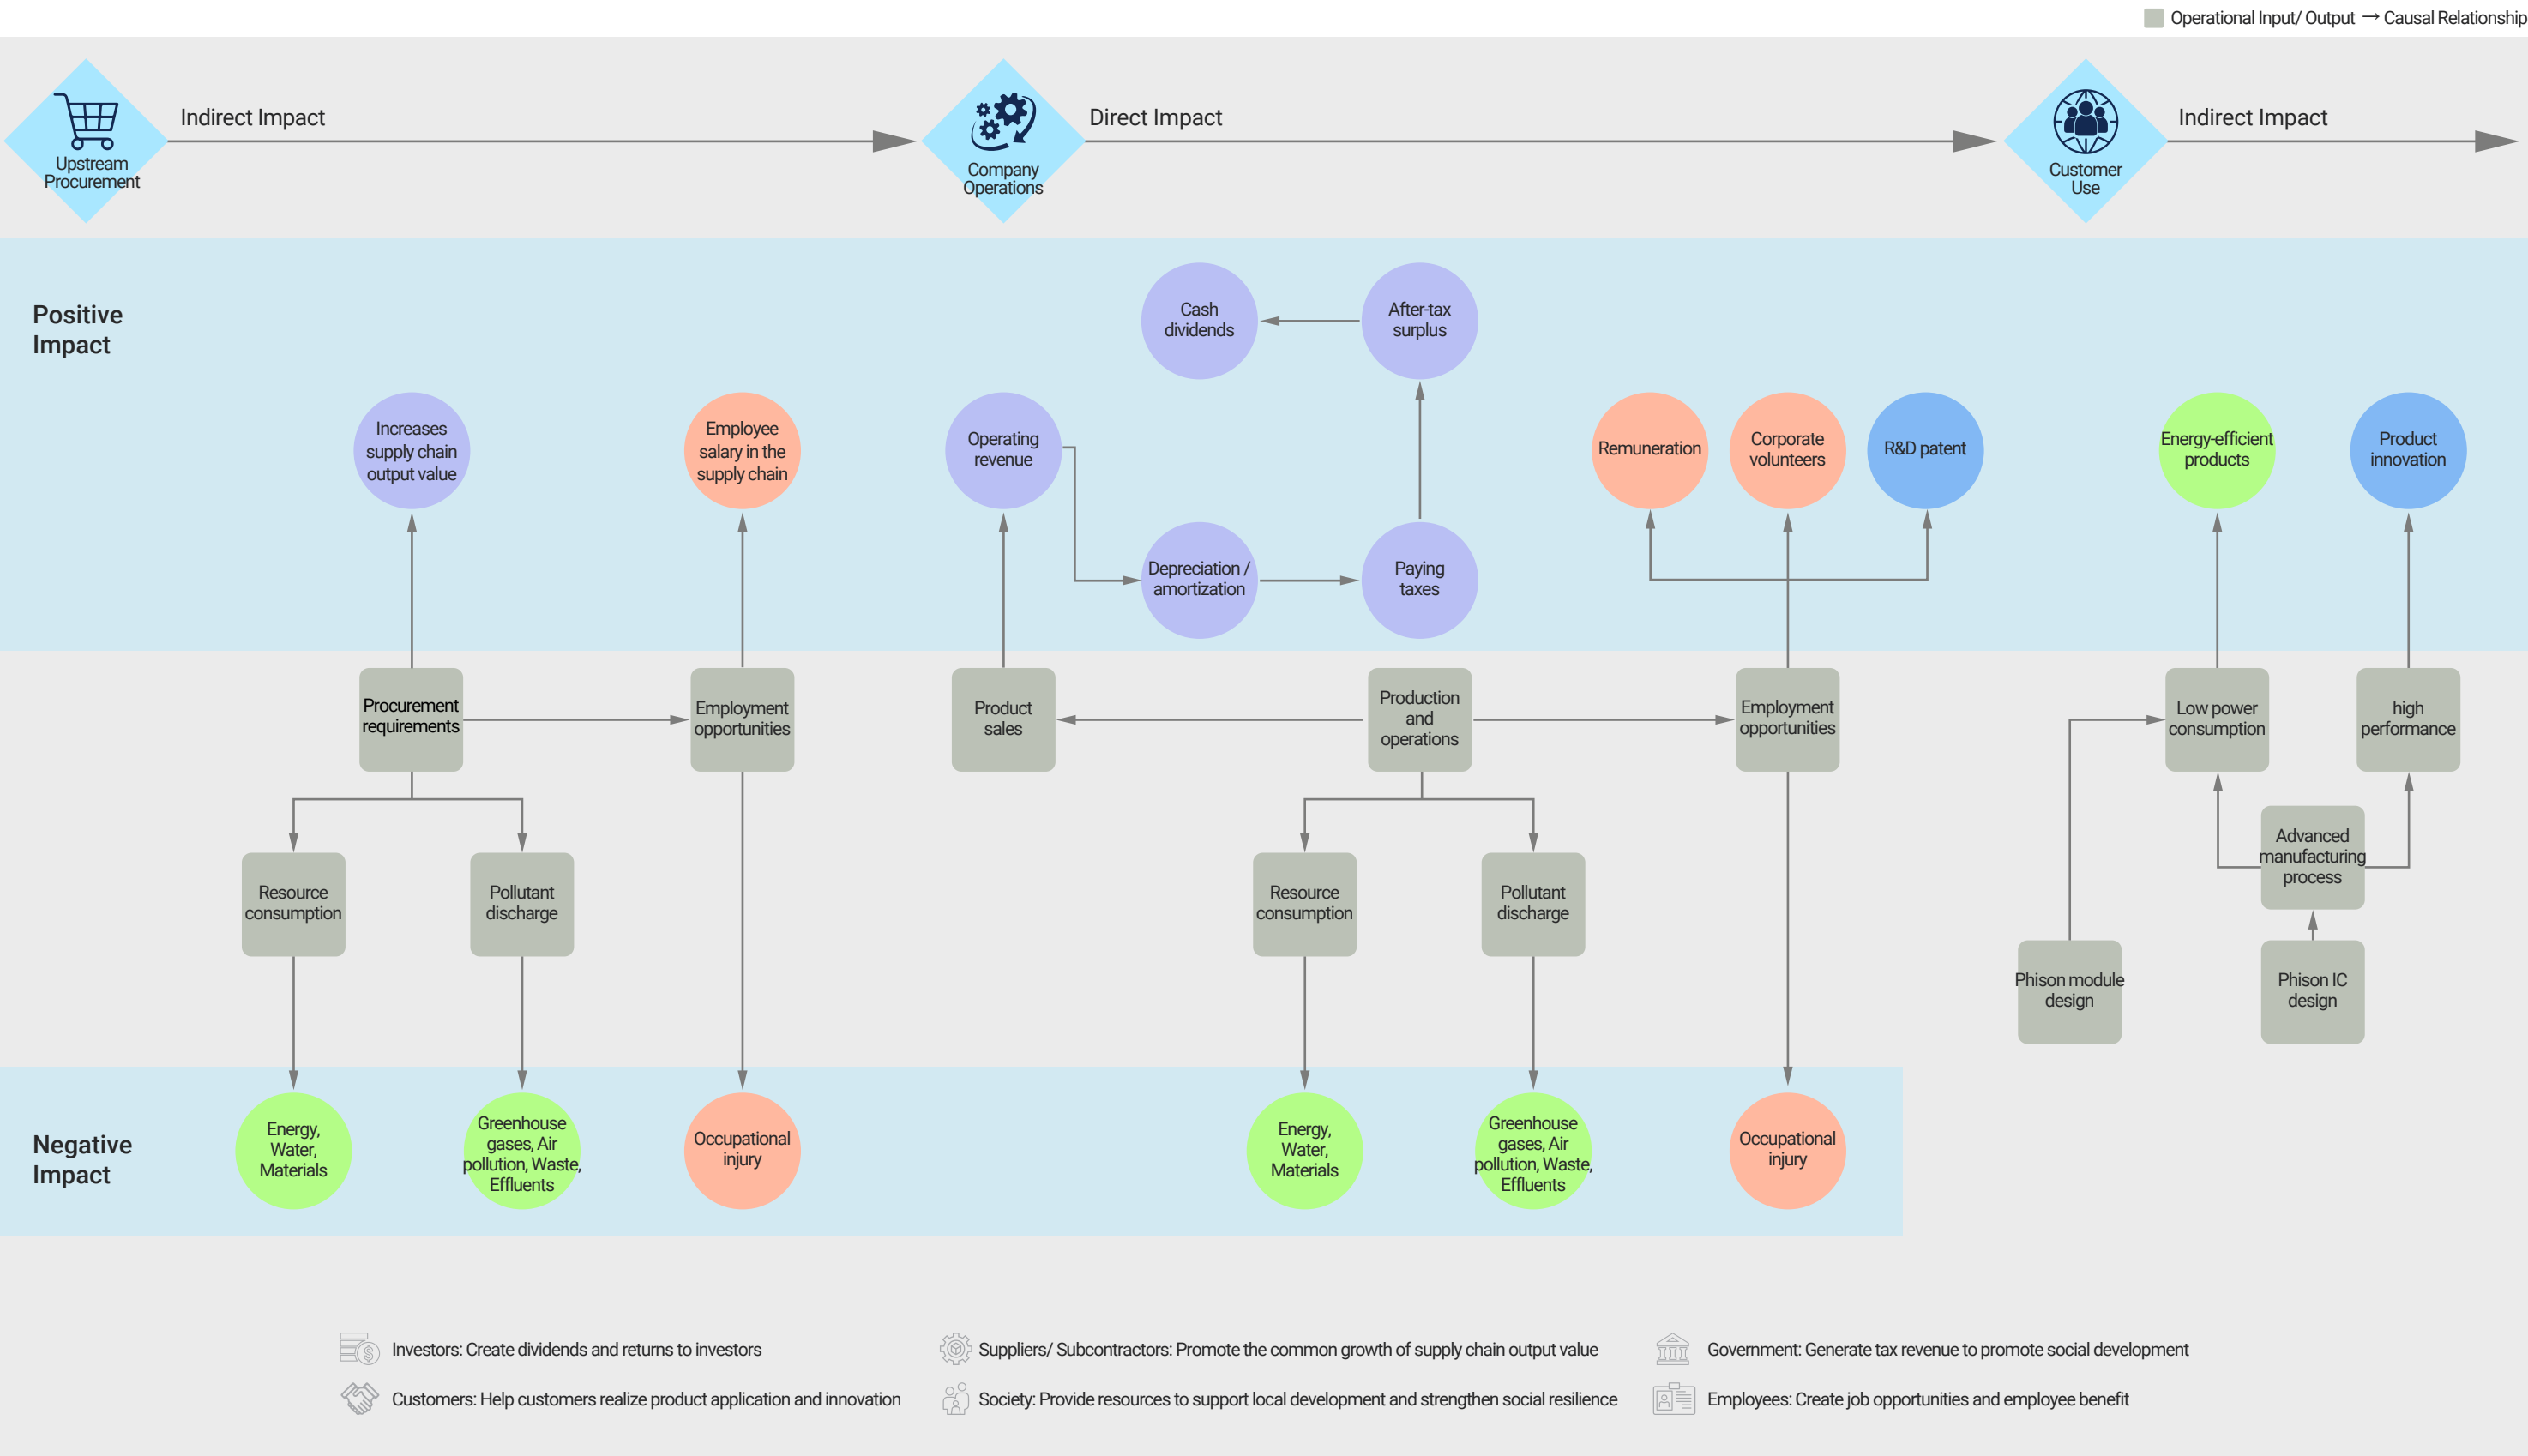 Operational Input/ Output → Causal Relationship
Indirect Impact
Direct Impact
Indirect Impact
Upstream
Procurement
Company
Operations
Customer
Use
Positive
Impact
Cash
dividends
After-tax
surplus
Increases
supply chain
output value
Employee
salary in the
supply chain
Operating
revenue
Remuneration
Corporate
volunteers
R&D patent
Energy-efficient
products
Product
innovation
Depreciation /
amortization
Paying
taxes
Procurement
requirements
Employment
opportunities
Product
sales
Production
and
operations
Employment
opportunities
Low power
consumption
high
performance
Advanced
manufacturing
process
Resource
consumption
Pollutant
discharge
Resource
consumption
Pollutant
discharge
Phison module
design
Phison IC
design
Negative
Impact
Energy,
Water,
Materials
Greenhouse
gases, Air
pollution, Waste,
Effluents
Occupational
injury
Energy,
Water,
Materials
Greenhouse
gases, Air
pollution, Waste,
Effluents
Occupational
injury
Investors: Create dividends and returns to investors
Suppliers/ Subcontractors: Promote the common growth of supply chain output value
Government: Generate tax revenue to promote social development
Customers: Help customers realize product application and innovation
Society: Provide resources to support local development and strengthen social resilience
Employees: Create job opportunities and employee benefit